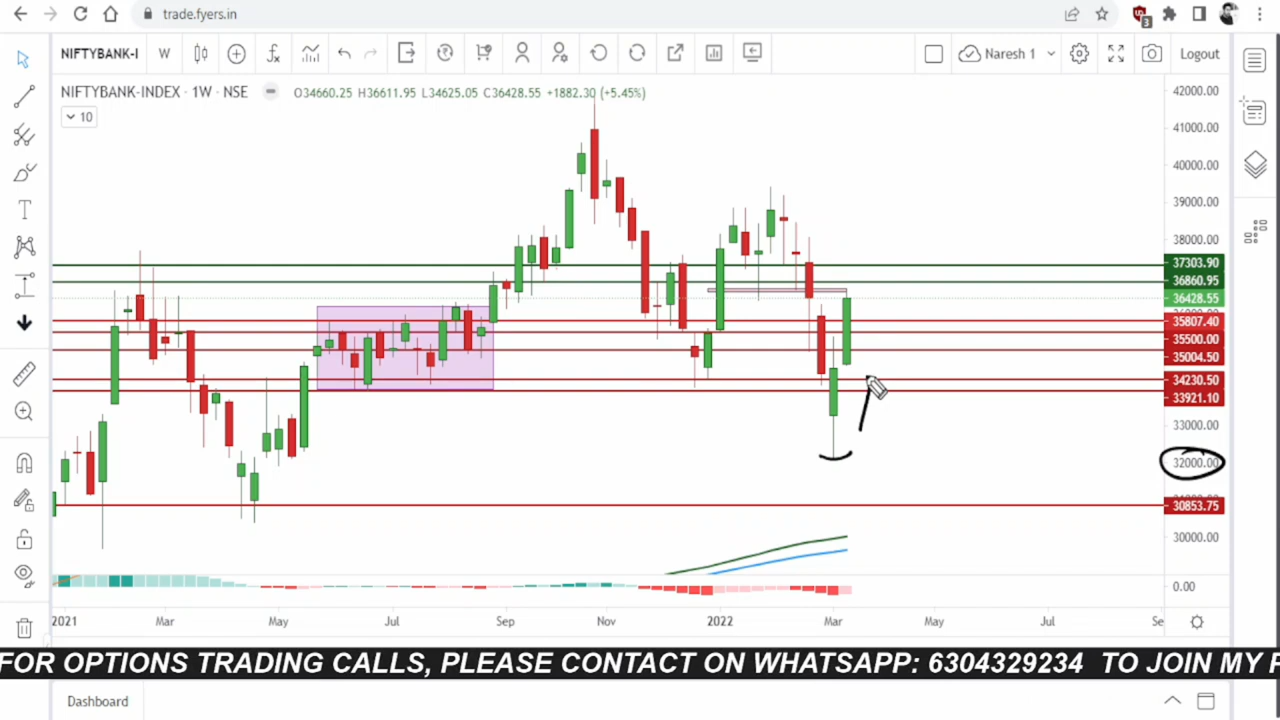 trade.fyers.in
3
NIFTYBANK-I
W
Naresh 1
Logout
NIFTYBANK-INDEX · 1W · NSE
O34660.25 H36611.95 L34625.05 C36428.55 +1882.30 (+5.45%)
10
T
42000.00
41000.00
40000.00
39000.00
38000.00
37303.90
36860.95
36428.55
35807.40
35500.00
35004.50
34230.50
33921.10
33000.00
32000.00
30853.75
30000.00
0.00
2021 Mar May Jul Sep Nov 2022 Mar May Jul Se
FOR OPTIONS TRADING CALLS, PLEASE CONTACT ON WHATSAPP: 6304329234 TO JOIN MY
Dashboard